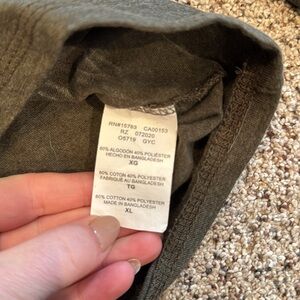 RN#15763 CA00153
RZ 072020
O5719 GYC
60% ALGODÓN 40% POLIÉSTER
HECHO EN BANGLADESH
XG
60% COTON 40% POLYESTER
FABRIQUÉ AU BANGLADESH
TG
60% COTTON 40% POLYESTER
MADE IN BANGLADESH
XL